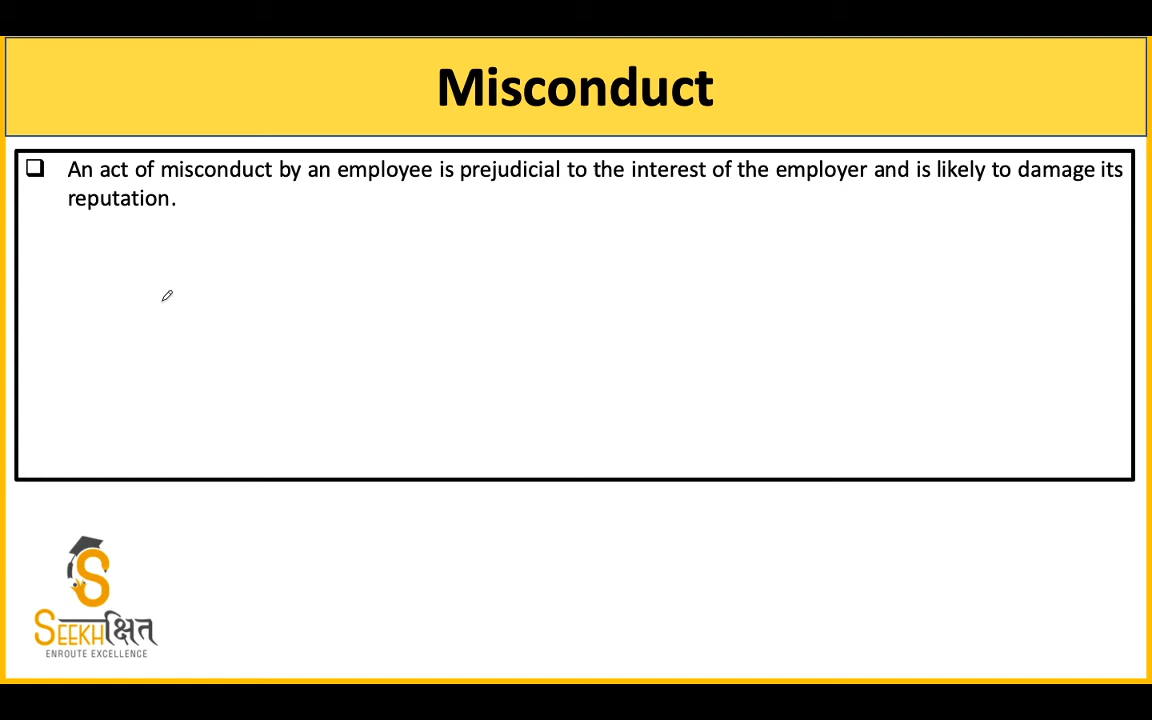 Misconduct
An act of misconduct by an employee is prejudicial to the interest of the employer and is likely to damage its
reputation.
S
SEEKHक्षित
ENROUTE EXCELLENCE